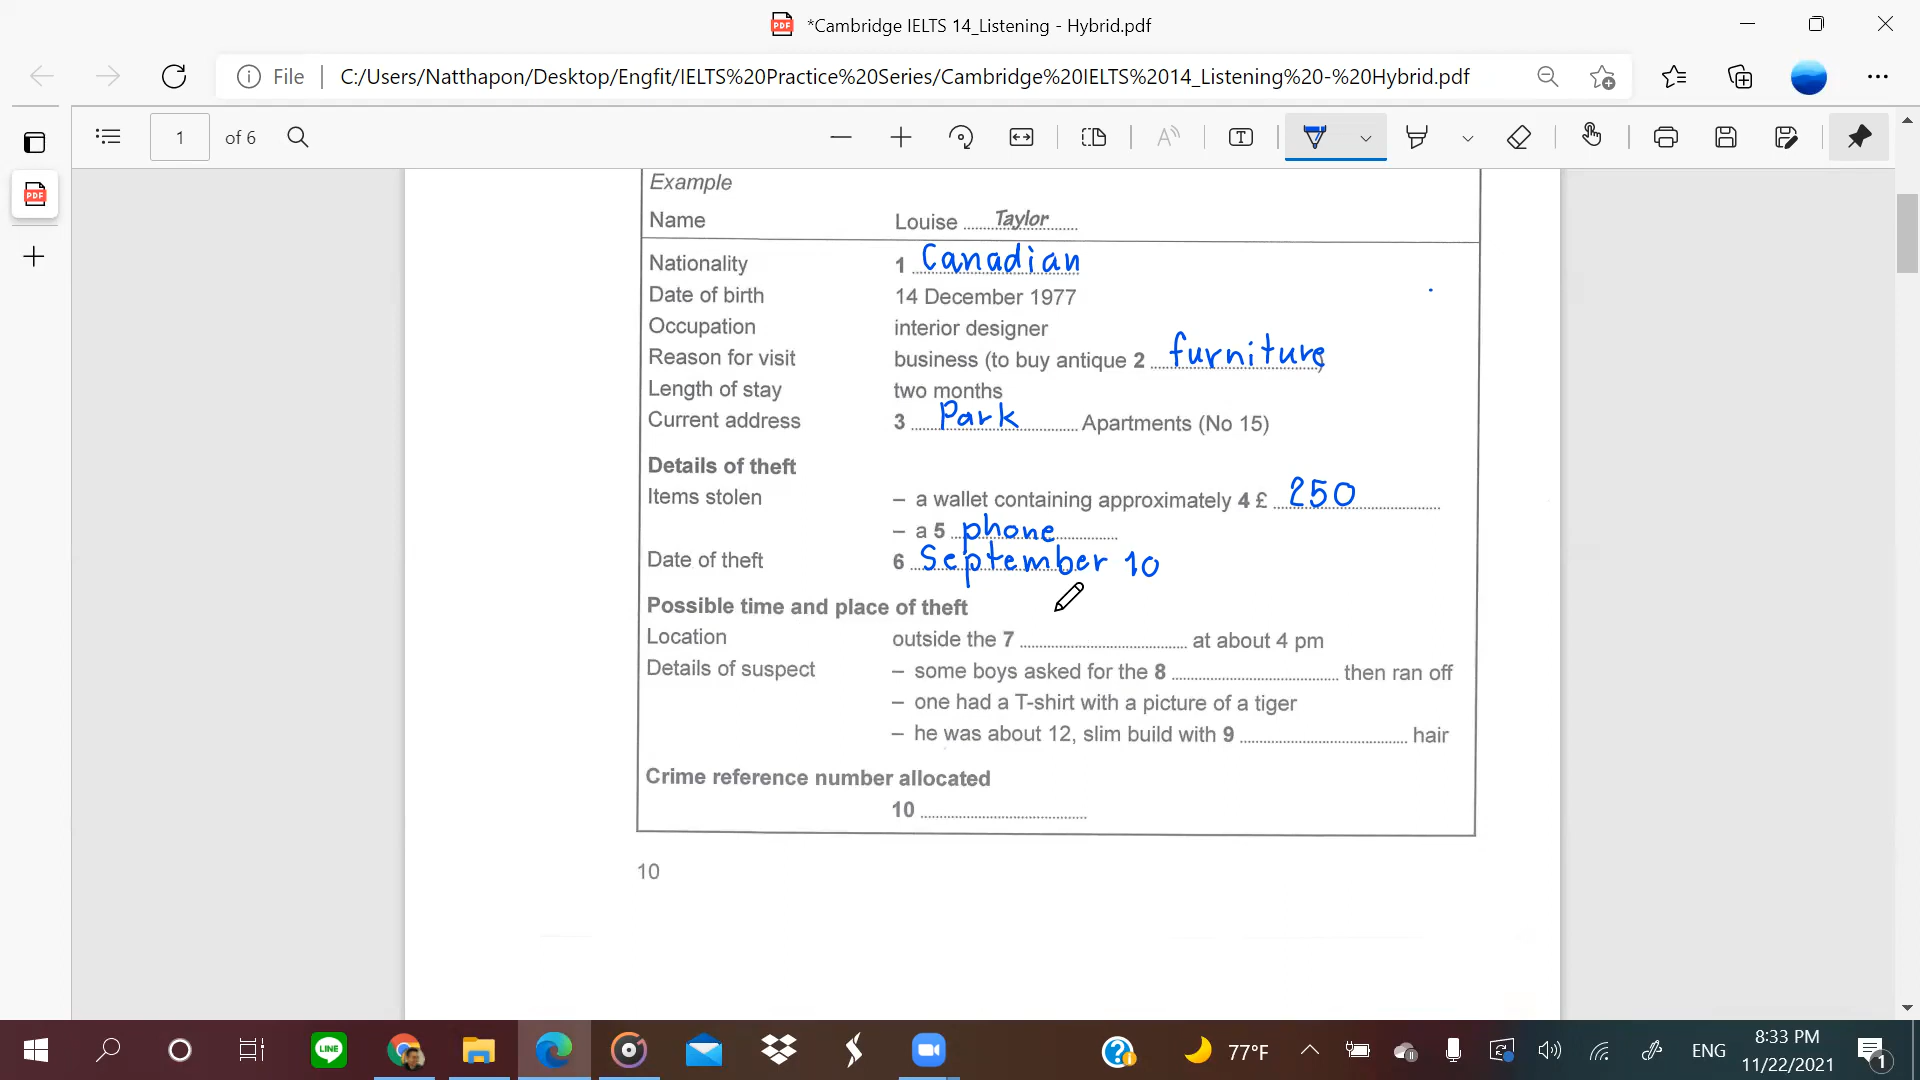 *Cambridge IELTS 14_Listening - Hybrid.pdf
File | C:/Users/Natthapon/Desktop/Engfit/IELTS%20Practice%20Series/Cambridge%20IELTS%2014_Listening%20-%20Hybrid.pdf
1 of 6
Example
Name Louise Taylor
Nationality 1 Canadian
Date of birth 14 December 1977
Occupation interior designer
Reason for visit business (to buy antique 2 furniture)
Length of stay two months
Current address 3 Park Apartments (No 15)
Details of theft
Items stolen – a wallet containing approximately 4 £ 250
– a 5 phone
Date of theft 6 September 10
Possible time and place of theft
Location outside the 7 .................... at about 4 pm
Details of suspect – some boys asked for the 8 .................... then ran off
– one had a T-shirt with a picture of a tiger
– he was about 12, slim build with 9 .................... hair
Crime reference number allocated
10 ....................
10
LINE
77°F ENG 8:33 PM
11/22/2021 1